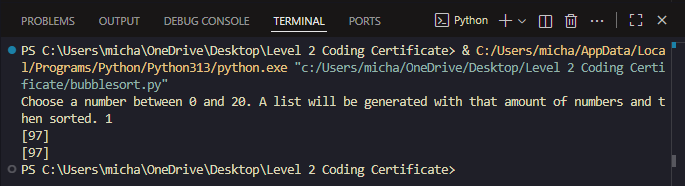 PROBLEMS OUTPUT DEBUG CONSOLE TERMINAL PORTS Python
PS C:\Users\micha\OneDrive\Desktop\Level 2 Coding Certificate> & C:/Users/micha/AppData/Loca
l/Programs/Python/Python313/python.exe "c:/Users/micha/OneDrive/Desktop/Level 2 Coding Certi
ficate/bubblesort.py"
Choose a number between 0 and 20. A list will be generated with that amount of numbers and t
hen sorted. 1
[97]
[97]
PS C:\Users\micha\OneDrive\Desktop\Level 2 Coding Certificate>